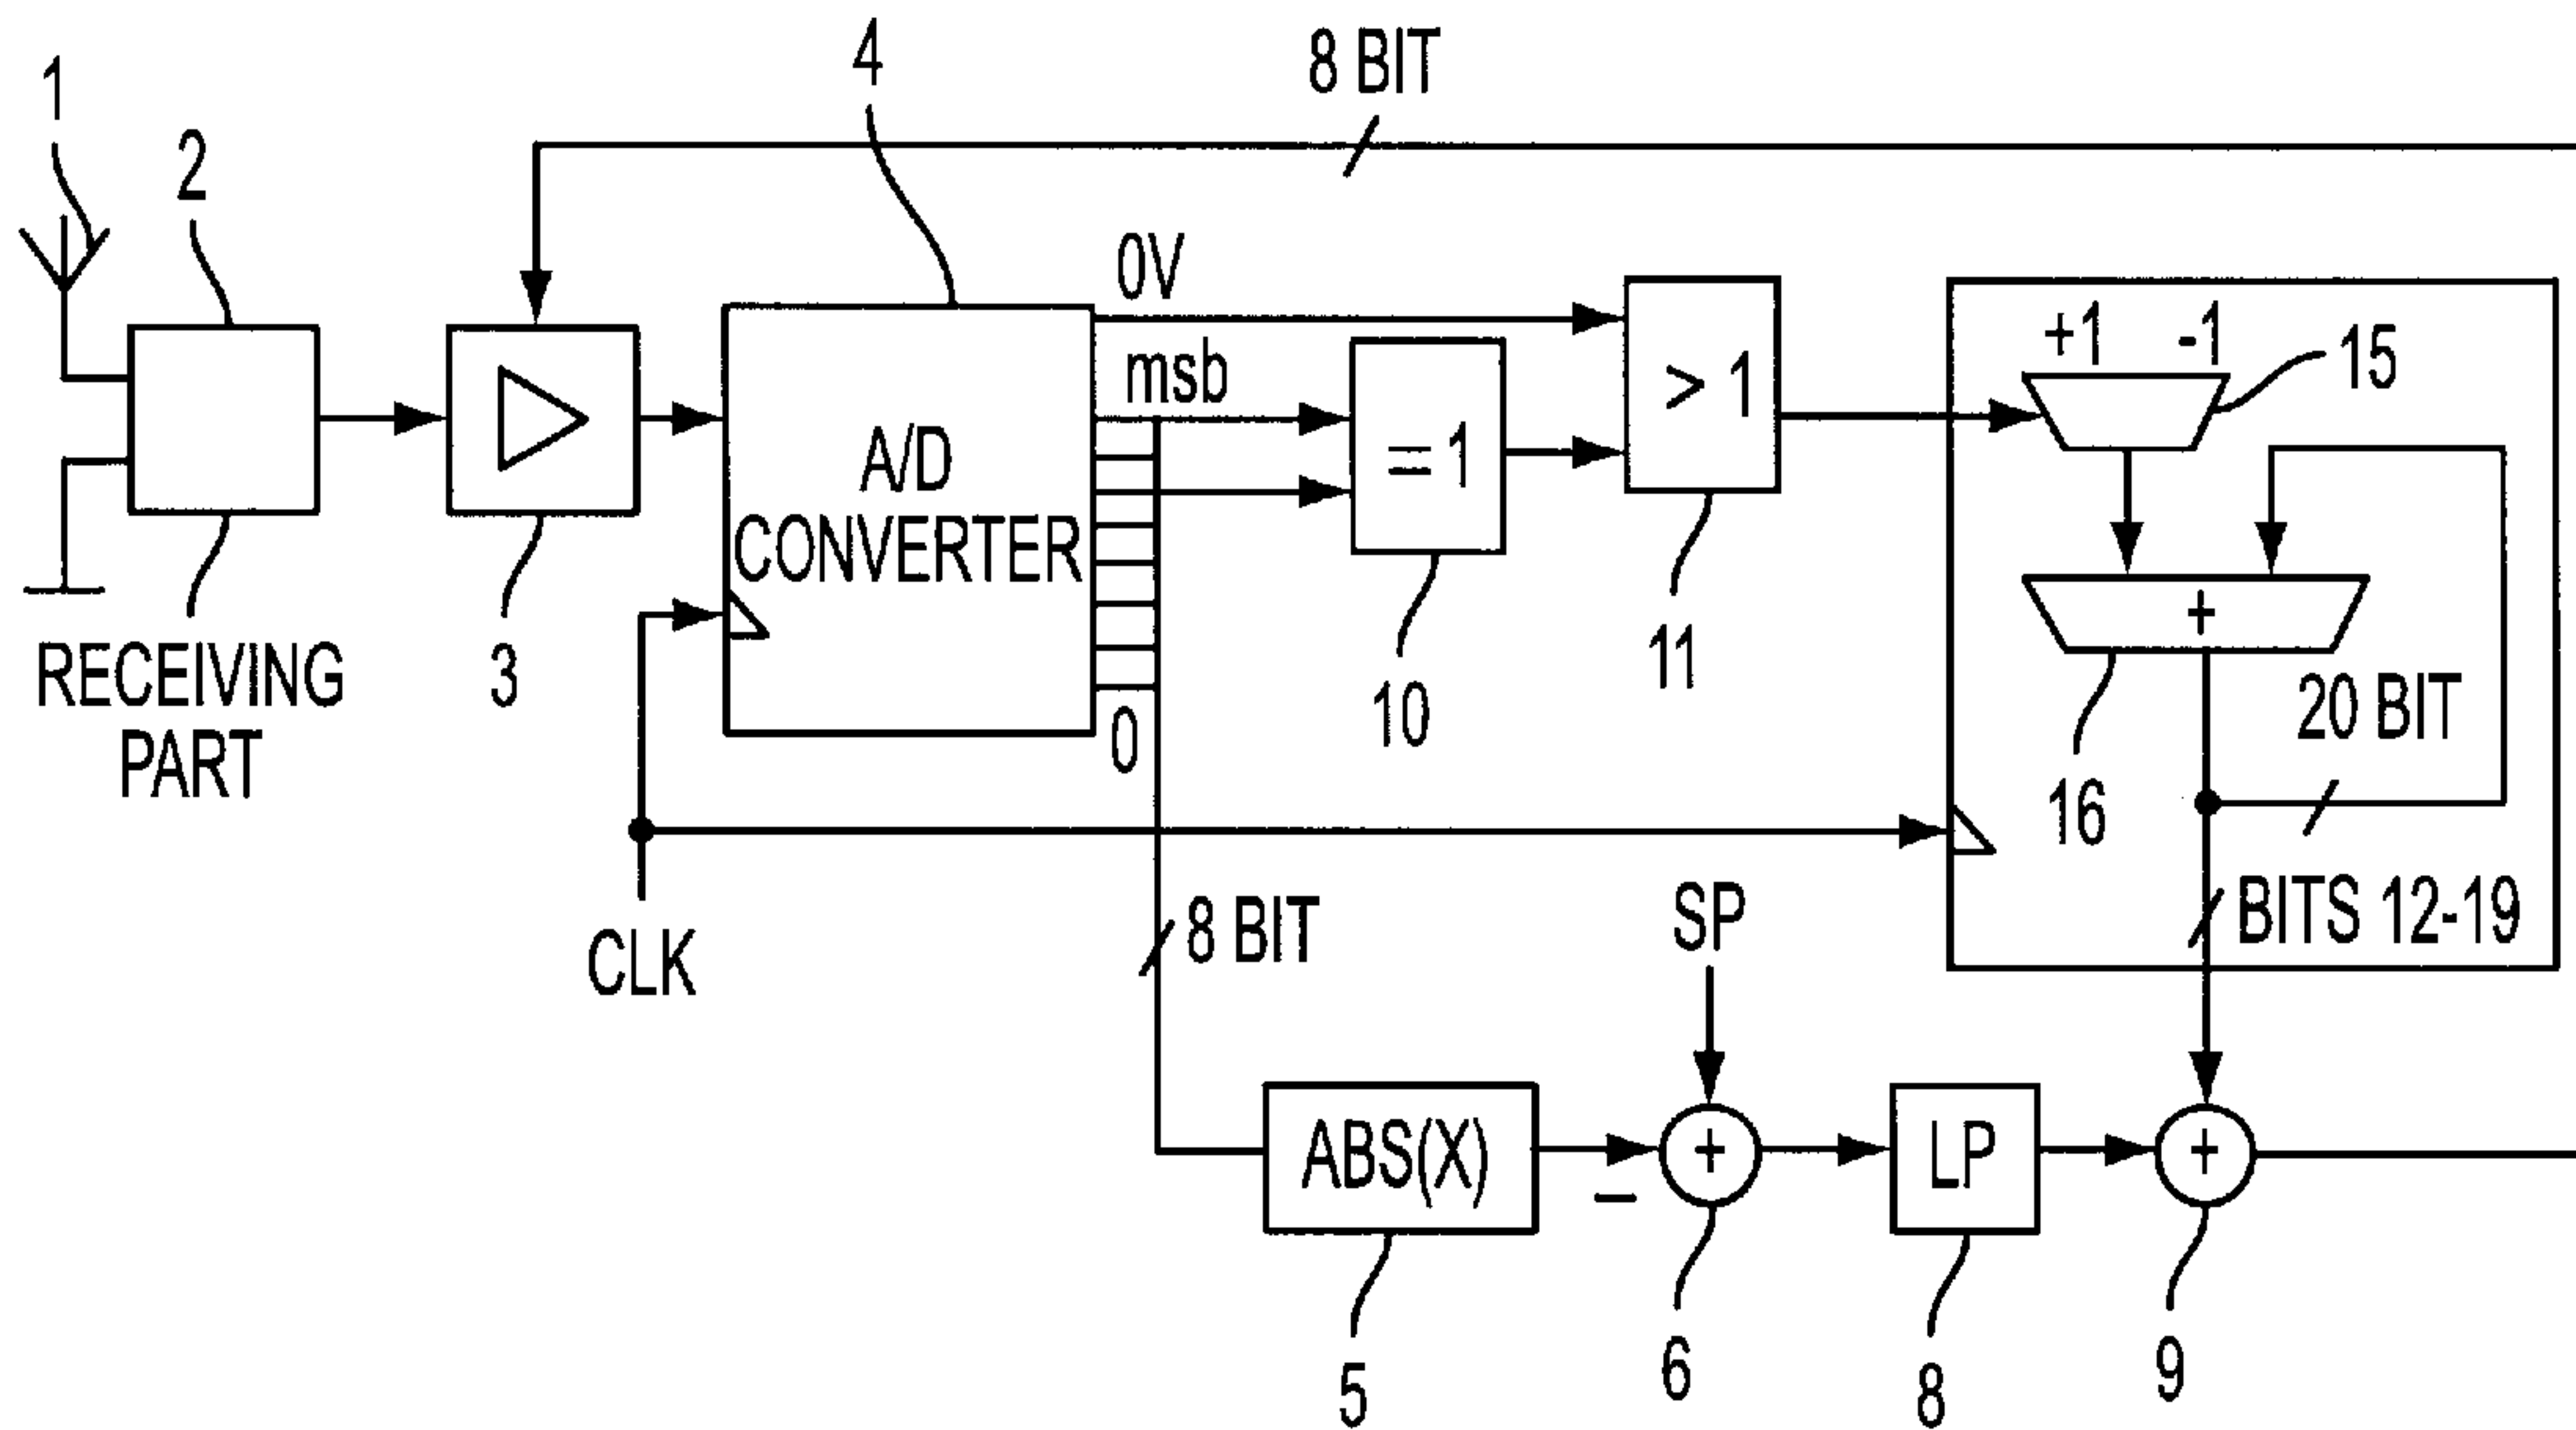 1
2
4
8 BIT
0V
msb
+1 -1
15
A/D
CONVERTER
= 1
> 1
+
RECEIVING
PART
3
0
10
11
16
20 BIT
CLK
8 BIT
SP
BITS 12-19
ABS(X)
−
+
LP
+
5
6
8
9